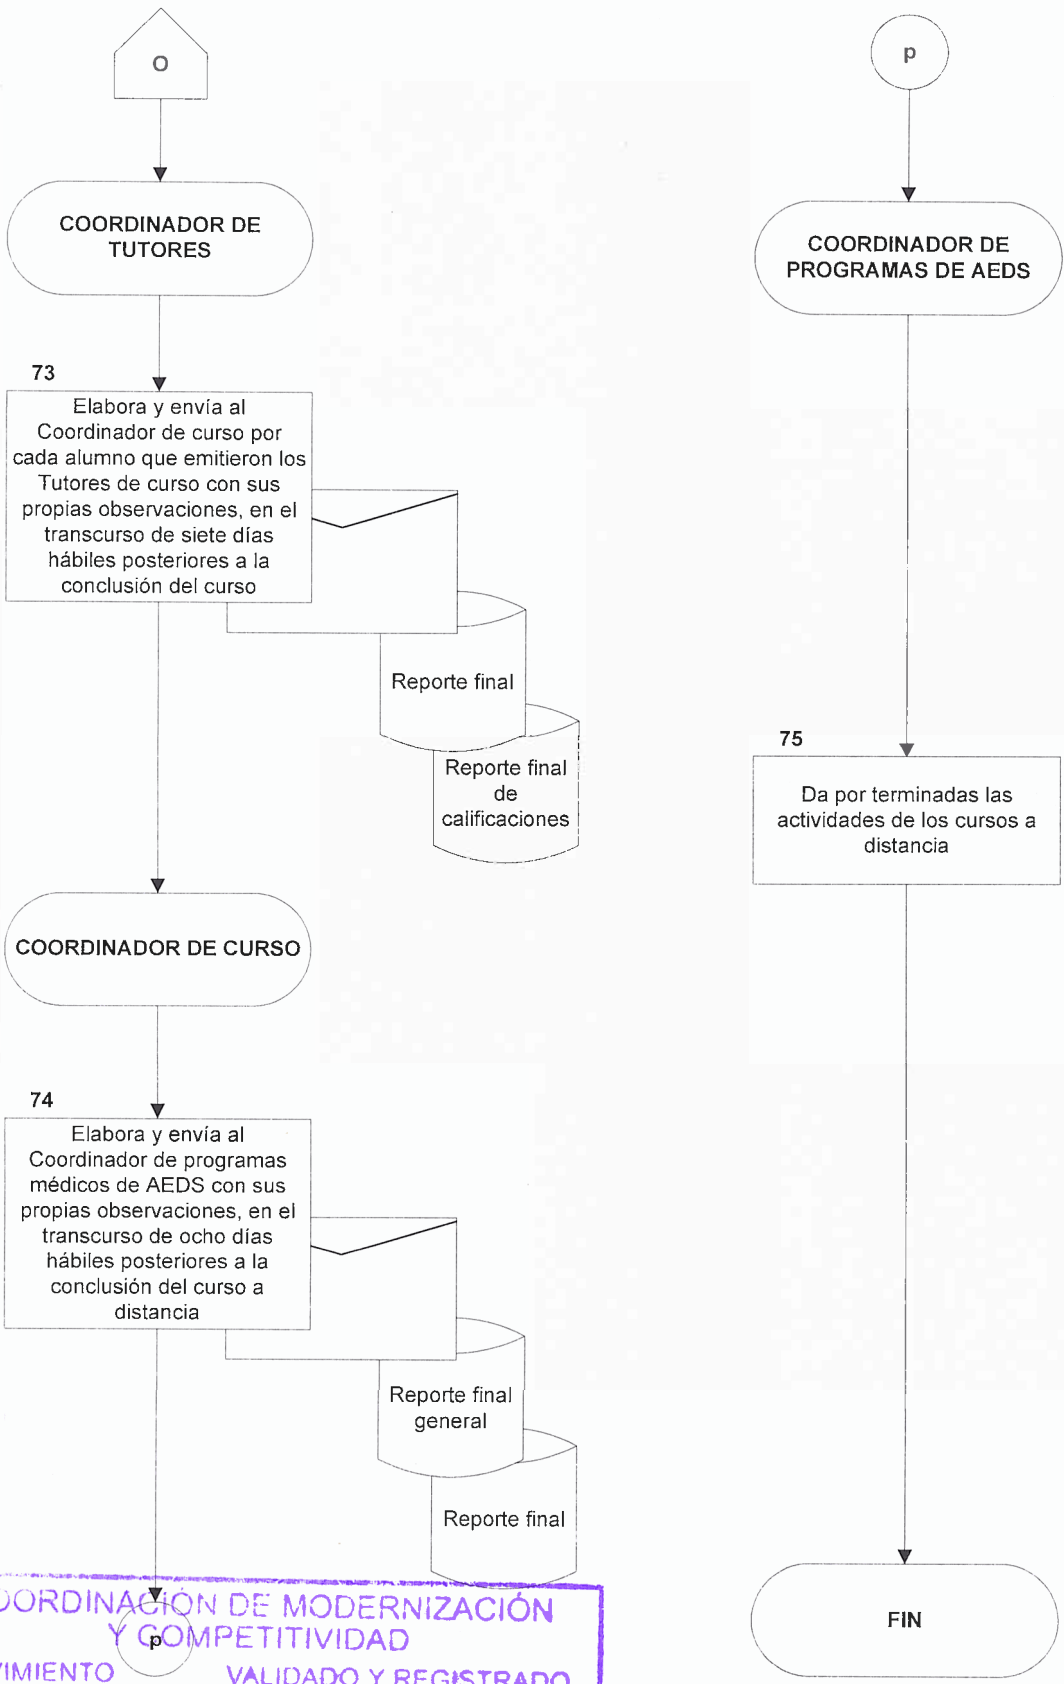 O
COORDINADOR DE
TUTORES
73
Elabora y envía al
Coordinador de curso por
cada alumno que emitieron los
Tutores de curso con sus
propias observaciones, en el
transcurso de siete días
hábiles posteriores a la
conclusión del curso
Reporte final
Reporte final
de
calificaciones
COORDINADOR DE CURSO
74
Elabora y envía al
Coordinador de programas
médicos de AEDS con sus
propias observaciones, en el
transcurso de ocho días
hábiles posteriores a la
conclusión del curso a
distancia
Reporte final
general
Reporte final
p
p
COORDINADOR DE
PROGRAMAS DE AEDS
75
Da por terminadas las
actividades de los cursos a
distancia
FIN
OORDINACIÓN DE MODERNIZACIÓN
Y COMPETITIVIDAD
VIMIENTO VALIDADO Y REGISTRADO